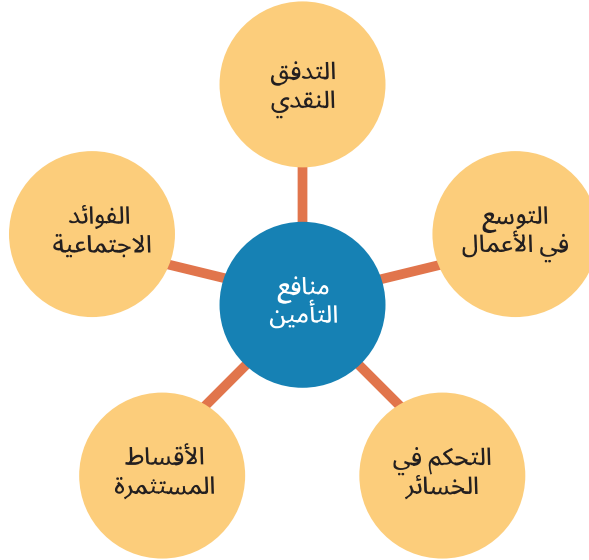 التدفق
النقدي
التوسع
في الأعمال
الفوائد
الاجتماعية
منافع
التأمين
التحكم في
الخسائر
الأقساط
المستثمرة